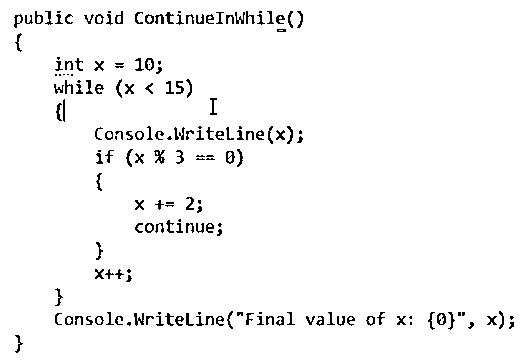 public void ContinueInWhile()
{
    int x = 10;
    while (x < 15)
    {
        Console.WriteLine(x);
        if (x % 3 == 0)
        {
            x += 2;
            continue;
        }
        x++;
    }
    Console.WriteLine("Final value of x: {0}", x);
}